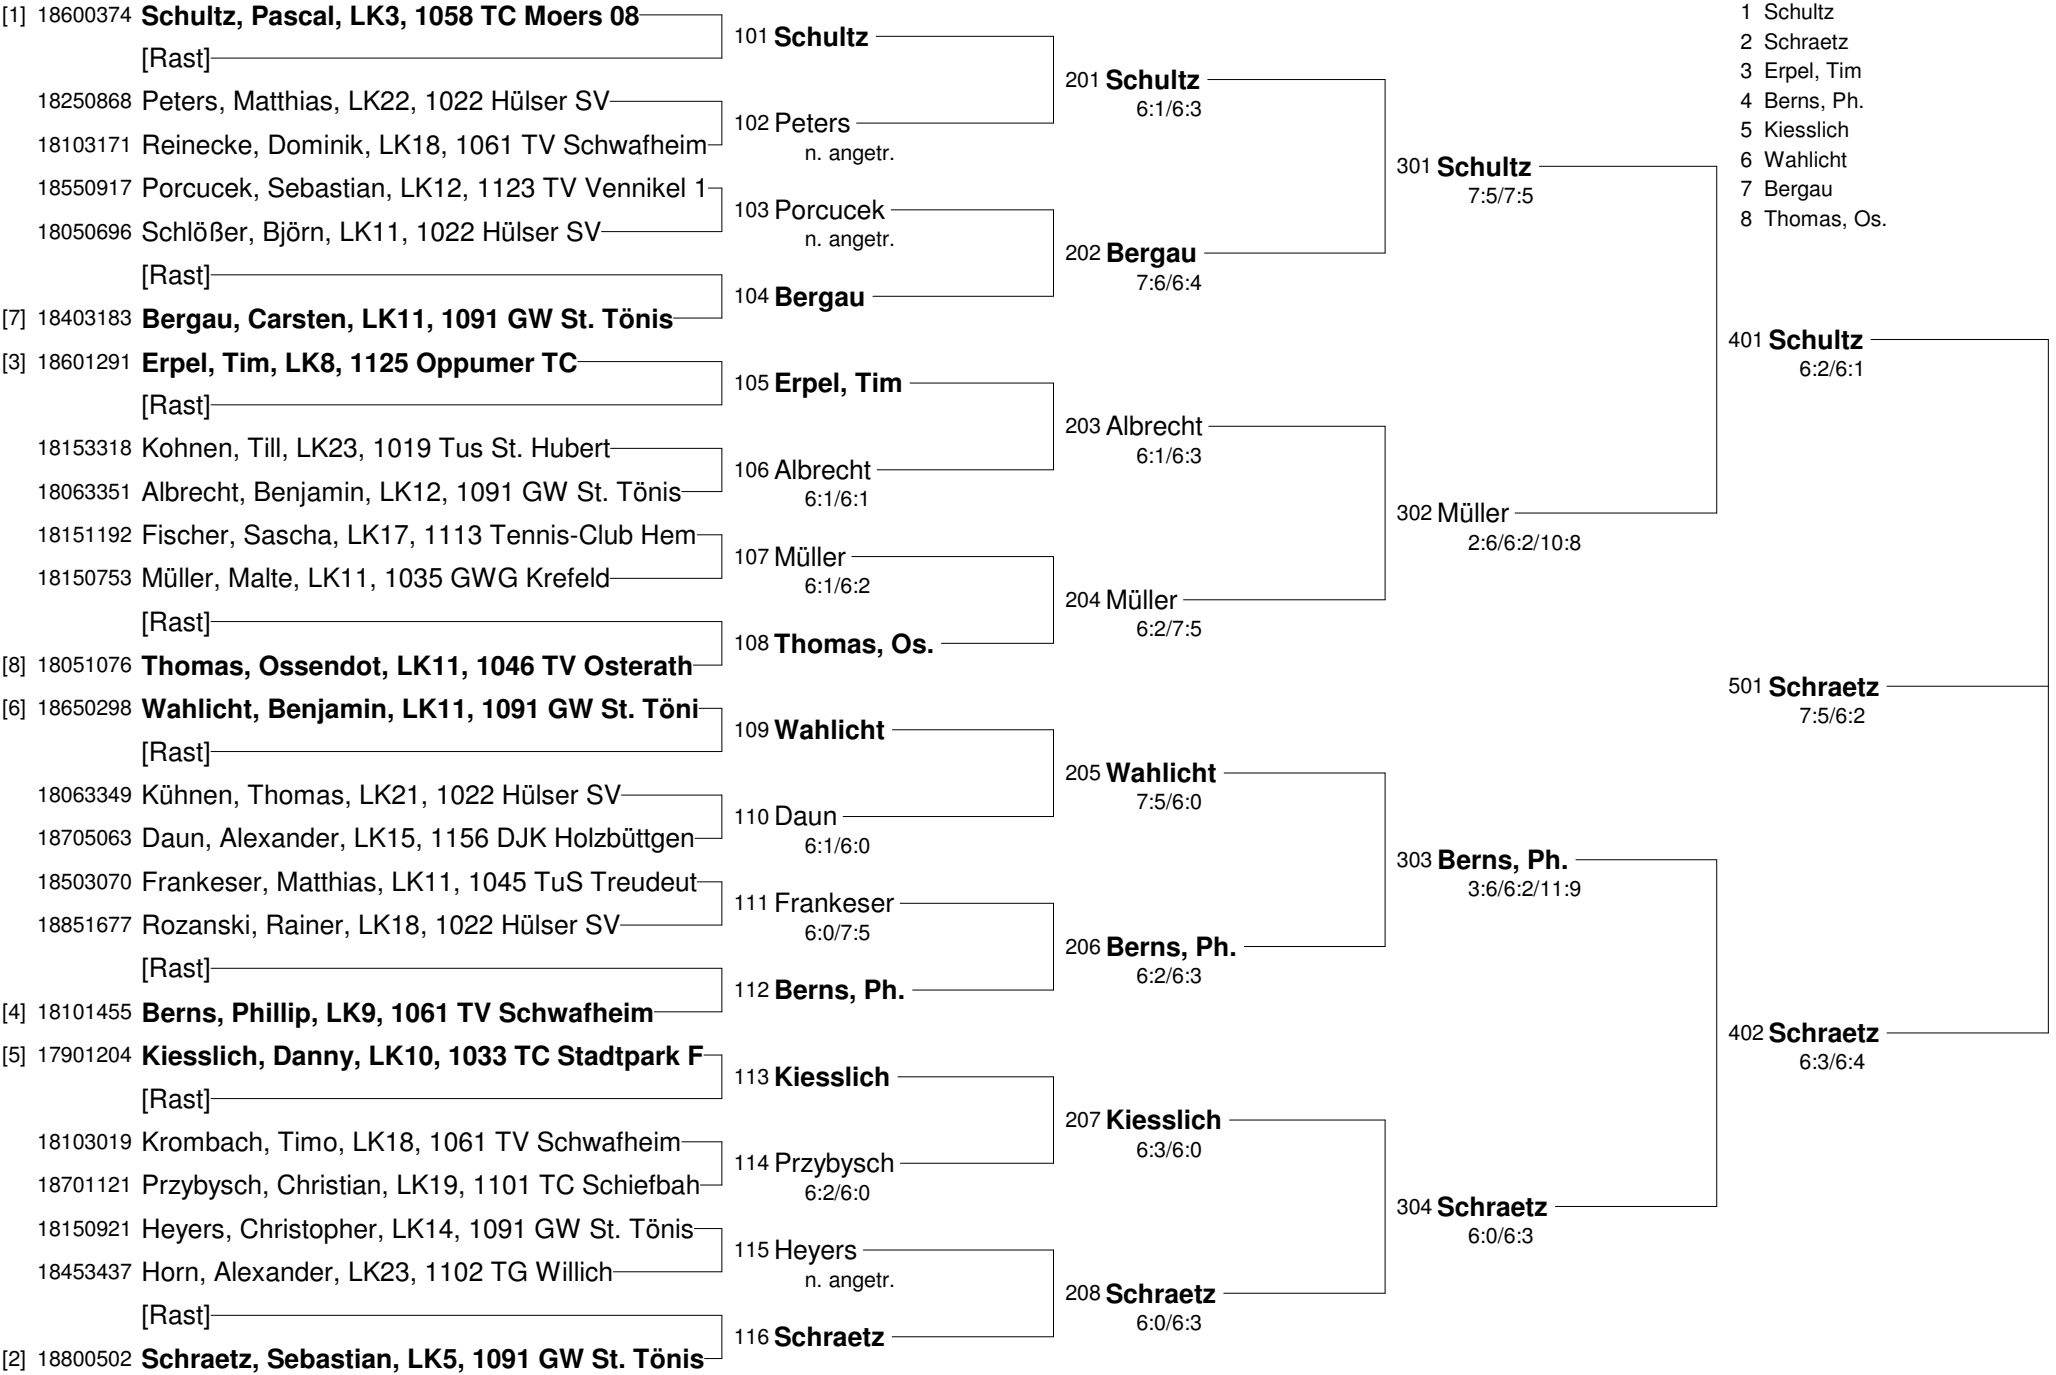 [1] 18600374 Schultz, Pascal, LK3, 1058 TC Moers 08
[Rast]
18250868 Peters, Matthias, LK22, 1022 Hülser SV
18103171 Reinecke, Dominik, LK18, 1061 TV Schwafheim
18550917 Porcucek, Sebastian, LK12, 1123 TV Vennikel 1
18050696 Schlößer, Björn, LK11, 1022 Hülser SV
[Rast]
[7] 18403183 Bergau, Carsten, LK11, 1091 GW St. Tönis
[3] 18601291 Erpel, Tim, LK8, 1125 Oppumer TC
[Rast]
18153318 Kohnen, Till, LK23, 1019 Tus St. Hubert
18063351 Albrecht, Benjamin, LK12, 1091 GW St. Tönis
18151192 Fischer, Sascha, LK17, 1113 Tennis-Club Hem
18150753 Müller, Malte, LK11, 1035 GWG Krefeld
[Rast]
[8] 18051076 Thomas, Ossendot, LK11, 1046 TV Osterath
[6] 18650298 Wahlicht, Benjamin, LK11, 1091 GW St. Töni
[Rast]
18063349 Kühnen, Thomas, LK21, 1022 Hülser SV
18705063 Daun, Alexander, LK15, 1156 DJK Holzbüttgen
18503070 Frankeser, Matthias, LK11, 1045 TuS Treudeut
18851677 Rozanski, Rainer, LK18, 1022 Hülser SV
[Rast]
[4] 18101455 Berns, Phillip, LK9, 1061 TV Schwafheim
[5] 17901204 Kiesslich, Danny, LK10, 1033 TC Stadtpark F
[Rast]
18103019 Krombach, Timo, LK18, 1061 TV Schwafheim
18701121 Przybysch, Christian, LK19, 1101 TC Schiefbah
18150921 Heyers, Christopher, LK14, 1091 GW St. Tönis
18453437 Horn, Alexander, LK23, 1102 TG Willich
[Rast]
[2] 18800502 Schraetz, Sebastian, LK5, 1091 GW St. Tönis
101 Schultz
102 Peters
n. angetr.
103 Porcucek
n. angetr.
104 Bergau
105 Erpel, Tim
106 Albrecht
6:1/6:1
107 Müller
6:1/6:2
108 Thomas, Os.
109 Wahlicht
110 Daun
6:1/6:0
111 Frankeser
6:0/7:5
112 Berns, Ph.
113 Kiesslich
114 Przybysch
6:2/6:0
115 Heyers
n. angetr.
116 Schraetz
201 Schultz
6:1/6:3
202 Bergau
7:6/6:4
203 Albrecht
6:1/6:3
204 Müller
6:2/7:5
205 Wahlicht
7:5/6:0
206 Berns, Ph.
6:2/6:3
207 Kiesslich
6:3/6:0
208 Schraetz
6:0/6:3
301 Schultz
7:5/7:5
302 Müller
2:6/6:2/10:8
303 Berns, Ph.
3:6/6:2/11:9
304 Schraetz
6:0/6:3
1 Schultz
2 Schraetz
3 Erpel, Tim
4 Berns, Ph.
5 Kiesslich
6 Wahlicht
7 Bergau
8 Thomas, Os.
401 Schultz
6:2/6:1
501 Schraetz
7:5/6:2
402 Schraetz
6:3/6:4